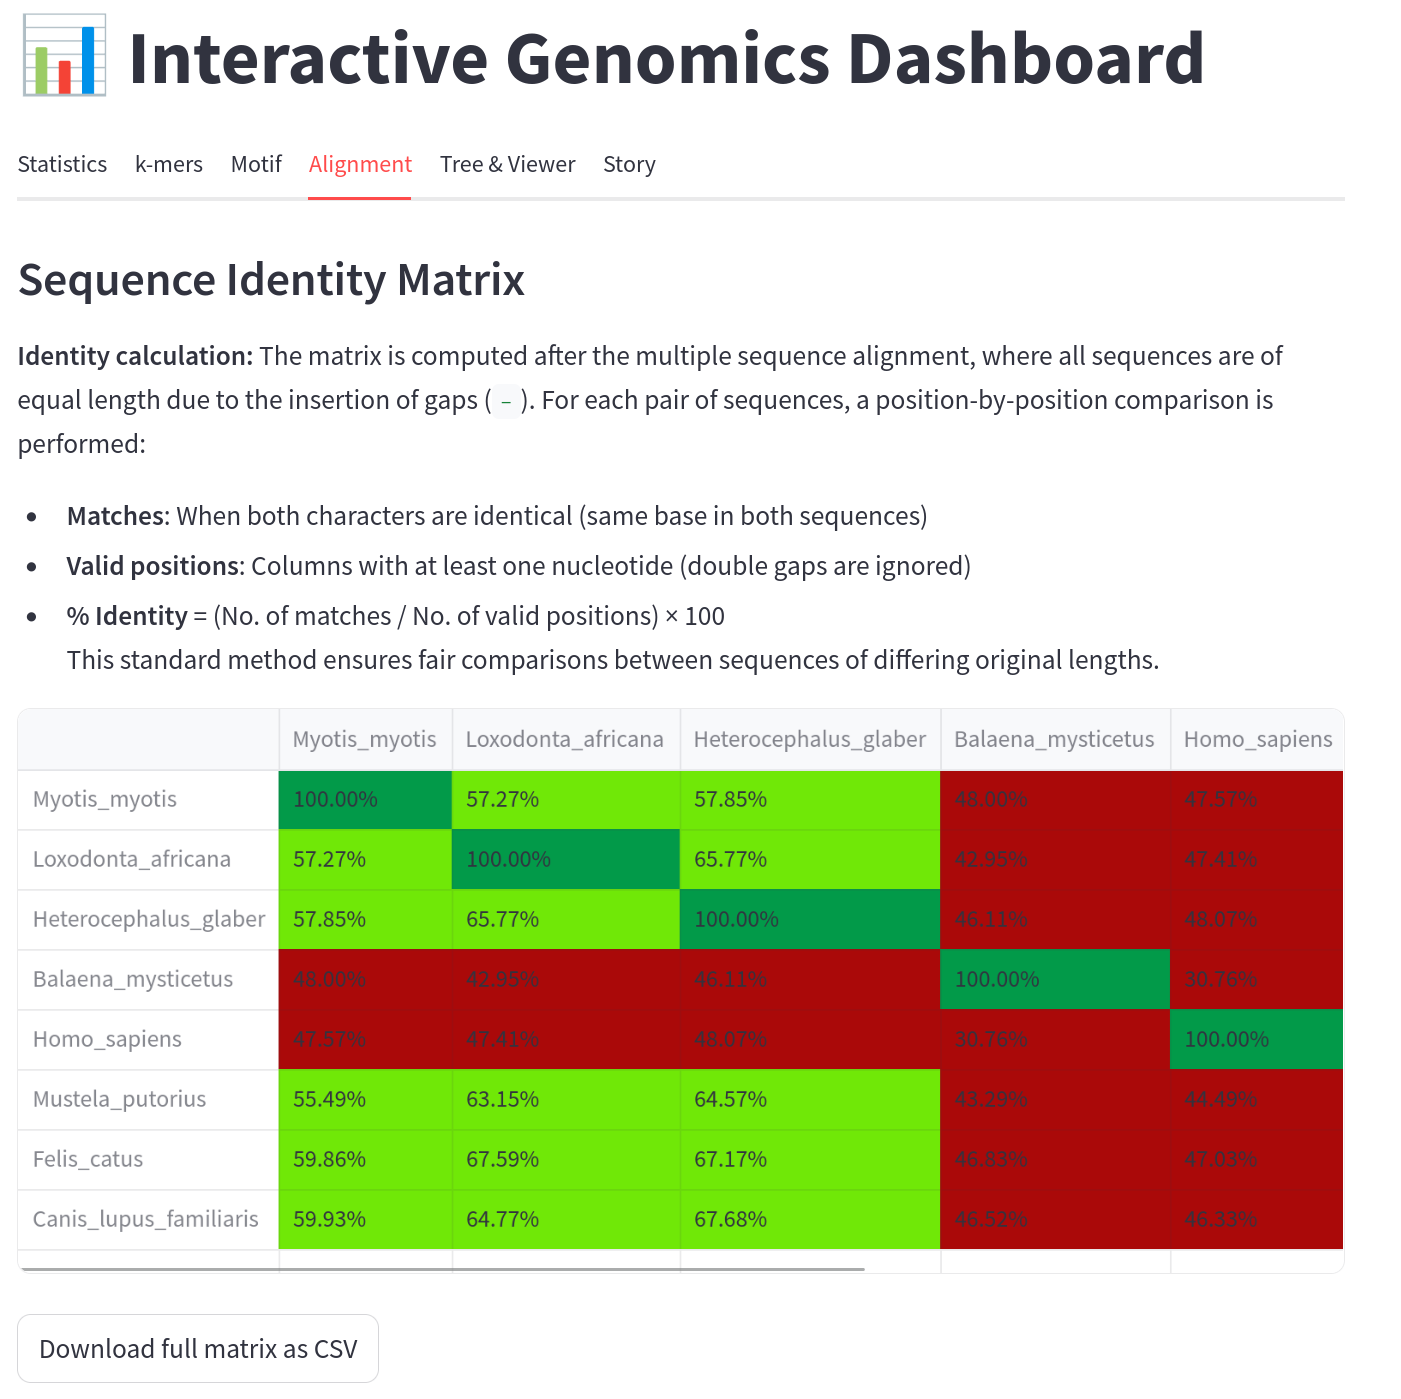 Interactive Genomics Dashboard
Statistics k-mers Motif Alignment Tree & Viewer Story
Sequence Identity Matrix
Identity calculation: The matrix is computed after the multiple sequence alignment, where all sequences are of
equal length due to the insertion of gaps ( - ). For each pair of sequences, a position-by-position comparison is
performed:
• Matches: When both characters are identical (same base in both sequences)
• Valid positions: Columns with at least one nucleotide (double gaps are ignored)
• % Identity = (No. of matches / No. of valid positions) × 100
This standard method ensures fair comparisons between sequences of differing original lengths.
Myotis_myotis Loxodonta_africana Heterocephalus_glaber Balaena_mysticetus Homo_sapiens
Myotis_myotis 100.00% 57.27% 57.85% 48.00% 47.57%
Loxodonta_africana 57.27% 100.00% 65.77% 42.95% 47.41%
Heterocephalus_glaber 57.85% 65.77% 100.00% 46.11% 48.07%
Balaena_mysticetus 48.00% 42.95% 46.11% 100.00% 30.76%
Homo_sapiens 47.57% 47.41% 48.07% 30.76% 100.00%
Mustela_putorius 55.49% 63.15% 64.57% 43.29% 44.49%
Felis_catus 59.86% 67.59% 67.17% 46.83% 47.03%
Canis_lupus_familiaris 59.93% 64.77% 67.68% 46.52% 46.33%
Download full matrix as CSV